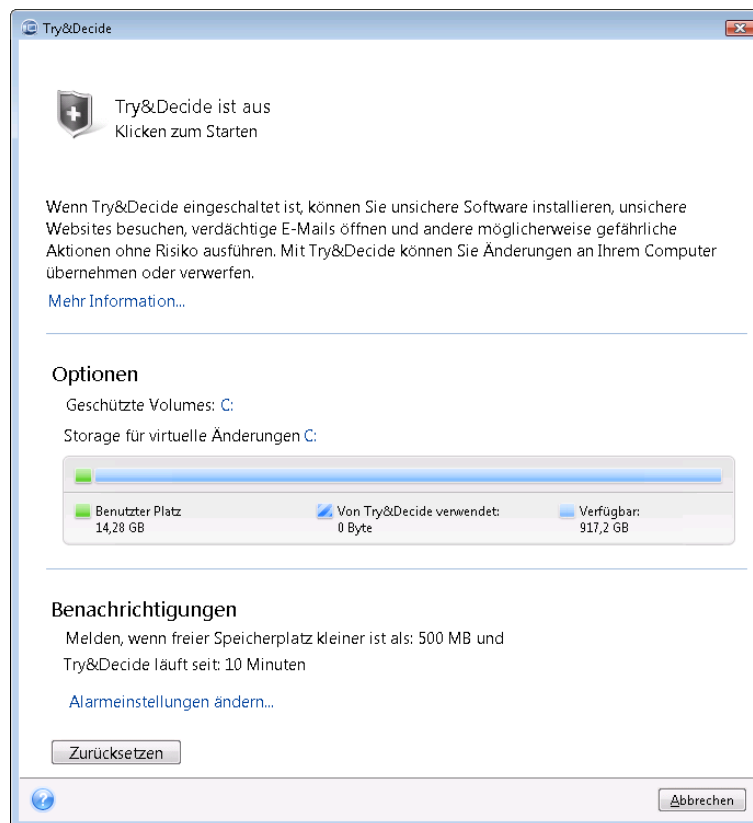 Try&Decide
Try&Decide ist aus
Klicken zum Starten
Wenn Try&Decide eingeschaltet ist, können Sie unsichere Software installieren, unsichere
Websites besuchen, verdächtige E-Mails öffnen und andere möglicherweise gefährliche
Aktionen ohne Risiko ausführen. Mit Try&Decide können Sie Änderungen an Ihrem Computer
übernehmen oder verwerfen.
Mehr Information...
Optionen
Geschützte Volumes: C:
Storage für virtuelle Änderungen C:
Benutzter Platz
14,28 GB
Von Try&Decide verwendet:
0 Byte
Verfügbar:
917,2 GB
Benachrichtigungen
Melden, wenn freier Speicherplatz kleiner ist als: 500 MB und
Try&Decide läuft seit: 10 Minuten
Alarmeinstellungen ändern...
Zurücksetzen
?
Abbrechen